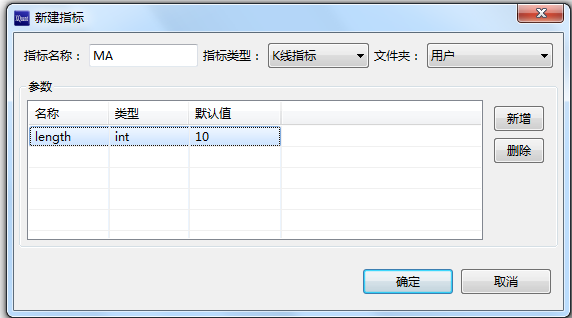 新建指标
指标名称： MA 指标类型： K线指标 文件夹： 用户
参数
名称 类型 默认值
length int 10
新增
删除
确定 取消